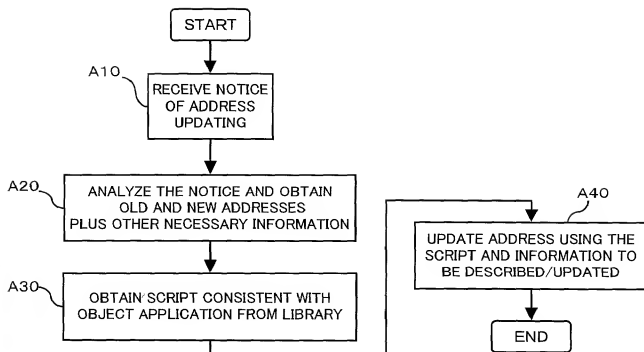 START
A10
RECEIVE NOTICE
OF ADDRESS
UPDATING
A20
ANALYZE THE NOTICE AND OBTAIN
OLD AND NEW ADDRESSES
PLUS OTHER NECESSARY INFORMATION
A30
OBTAIN SCRIPT CONSISTENT WITH
OBJECT APPLICATION FROM LIBRARY
A40
UPDATE ADDRESS USING THE
SCRIPT AND INFORMATION TO
BE DESCRIBED/UPDATED
END